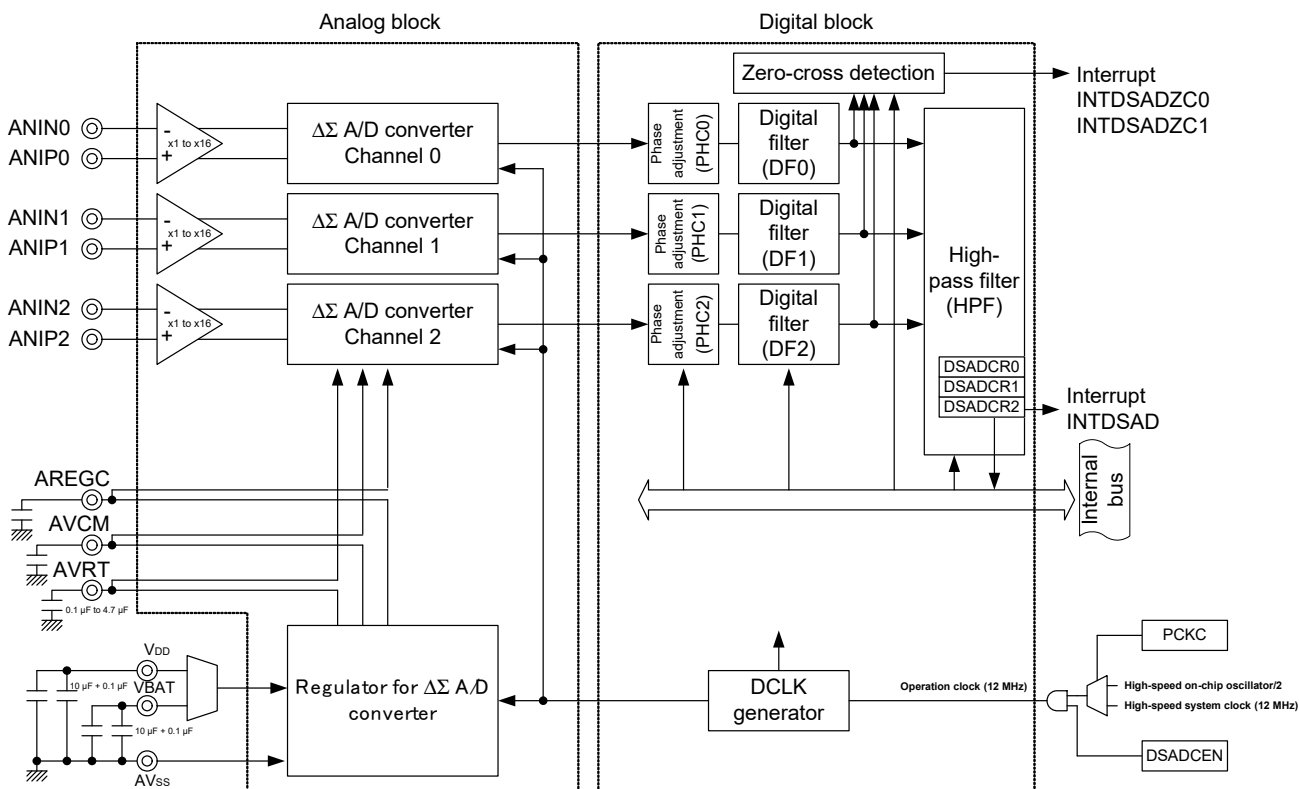 Analog block
Digital block
Zero-cross detection
Interrupt
INTDSADZC0
INTDSADZC1
ANIN0
ANIP0
-
+
x1 to x16
ΔΣ A/D converter
Channel 0
Phase
adjustment
(PHC0)
Digital
filter
(DF0)
ANIN1
ANIP1
-
+
x1 to x16
ΔΣ A/D converter
Channel 1
Phase
adjustment
(PHC1)
Digital
filter
(DF1)
ANIN2
ANIP2
-
+
x1 to x16
ΔΣ A/D converter
Channel 2
Phase
adjustment
(PHC2)
Digital
filter
(DF2)
High-
pass filter
(HPF)
DSADCR0
DSADCR1
DSADCR2
Interrupt
INTDSAD
Internal
bus
AREGC
AVCM
AVRT
0.1 µF to 4.7 µF
VDD
10 µF + 0.1 µF
VBAT
10 µF + 0.1 µF
AVSS
Regulator for ΔΣ A/D
converter
DCLK
generator
Operation clock (12 MHz)
PCKC
High-speed on-chip oscillator/2
High-speed system clock (12 MHz)
DSADCEN